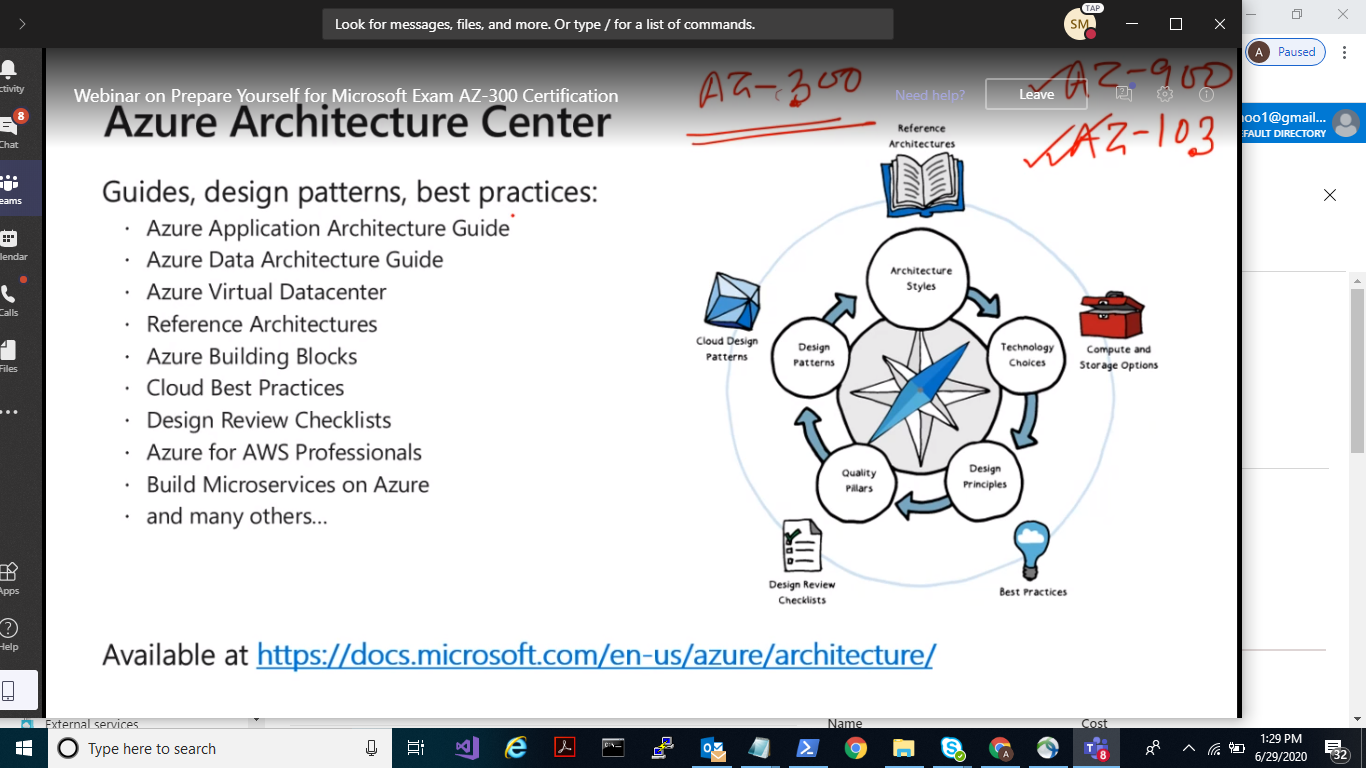 Look for messages, files, and more. Or type / for a list of commands.
TAP
SM
A
Paused
Webinar on Prepare Yourself for Microsoft Exam AZ-300 Certification
Need help?
Leave
AZ-300
AZ-900
AZ-103
oo1@gmail...
FAULT DIRECTORY
ctivity
8
Chat
eams
lendar
Calls
Files
Apps
Help
Azure Architecture Center
Guides, design patterns, best practices:
· Azure Application Architecture Guide
· Azure Data Architecture Guide
· Azure Virtual Datacenter
· Reference Architectures
· Azure Building Blocks
· Cloud Best Practices
· Design Review Checklists
· Azure for AWS Professionals
· Build Microservices on Azure
· and many others...
Reference
Architectures
Architecture
Styles
Cloud Design
Patterns
Design
Patterns
Technology
Choices
Compute and
Storage Options
Quality
Pillars
Design
Principles
Design Review
Checklists
Best Practices
Available at https://docs.microsoft.com/en-us/azure/architecture/
External services
Name
Cost
Type here to search
A
8
1:29 PM
6/29/2020
32